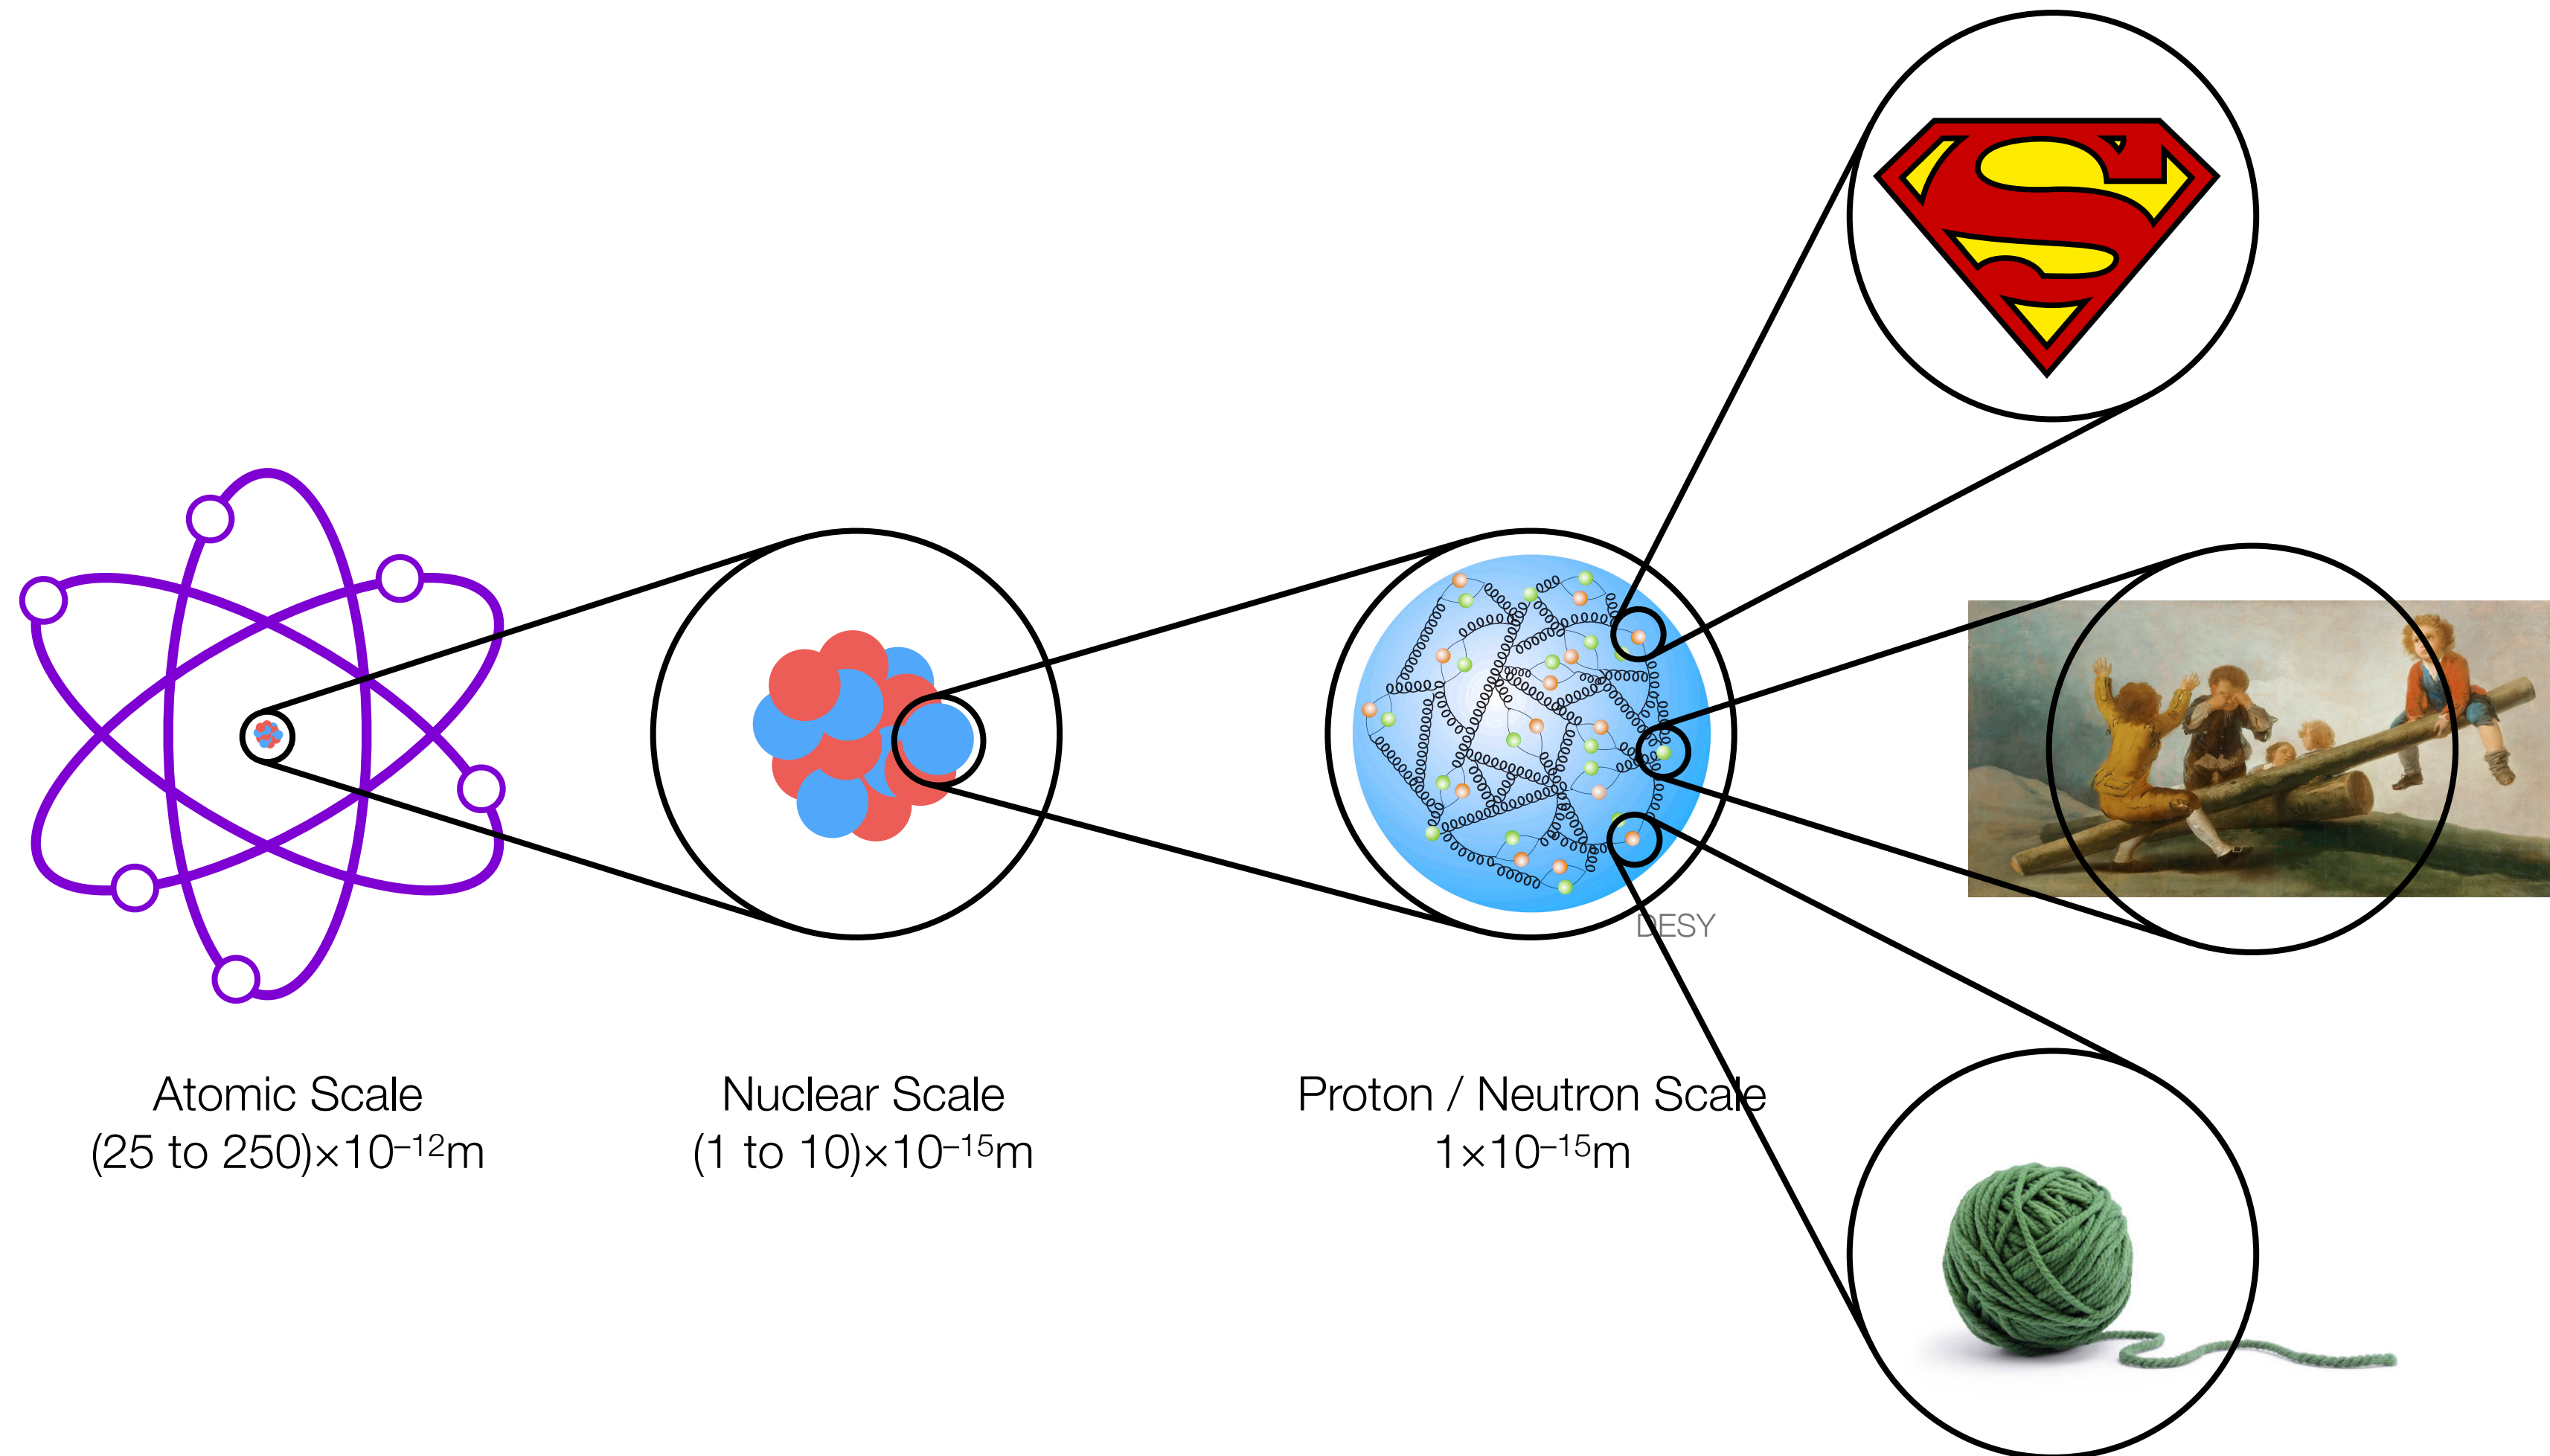 DESY
Atomic Scale
(25 to 250)×10⁻¹²m
Nuclear Scale
(1 to 10)×10⁻¹⁵m
Proton / Neutron Scale
1×10⁻¹⁵m